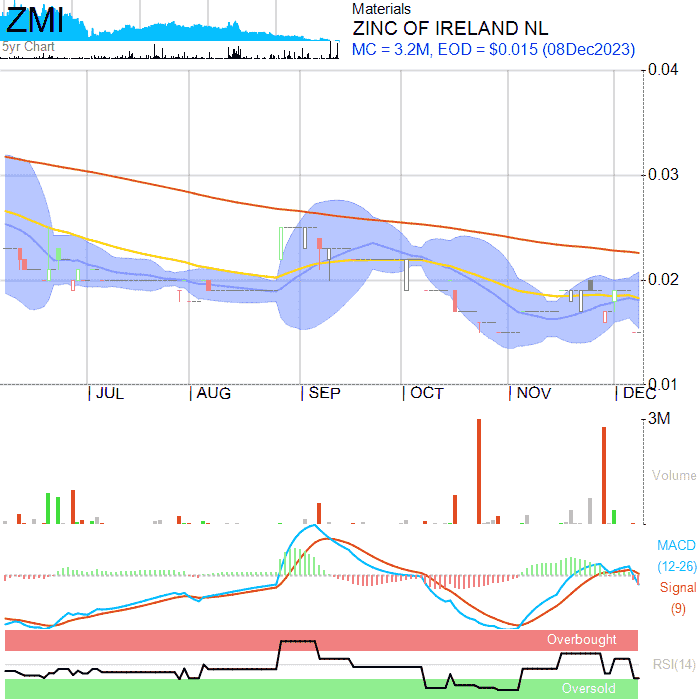 ZMI
5yr Chart
Materials
ZINC OF IRELAND NL
MC = 3.2M, EOD = $0.015 (08Dec2023)
0.04
0.03
0.02
0.01
JUL
AUG
SEP
OCT
NOV
DEC
3M
Volume
MACD
(12-26)
Signal
(9)
Overbought
RSI(14)
Oversold